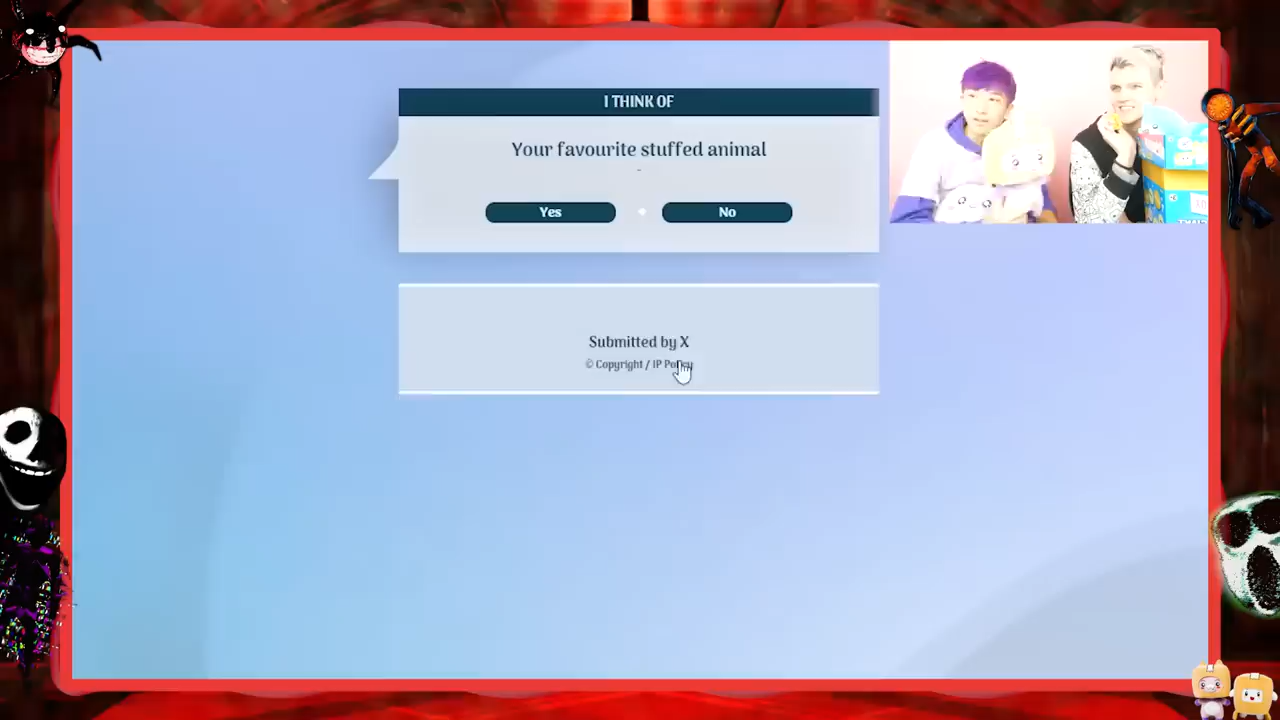 I THINK OF
Your favourite stuffed animal
-
Yes
No
Submitted by X
© Copyright / IP Policy